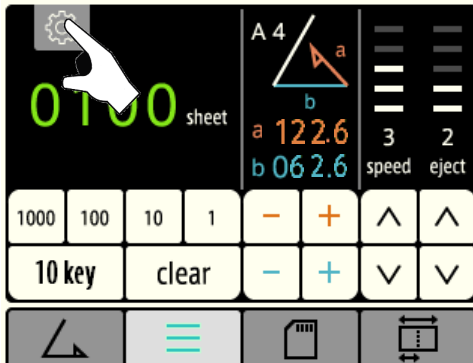 A 4
a
b
0100 sheet
a 122.6
b 062.6
3 2
speed eject
1000 100 10 1 - +
10 key clear - +